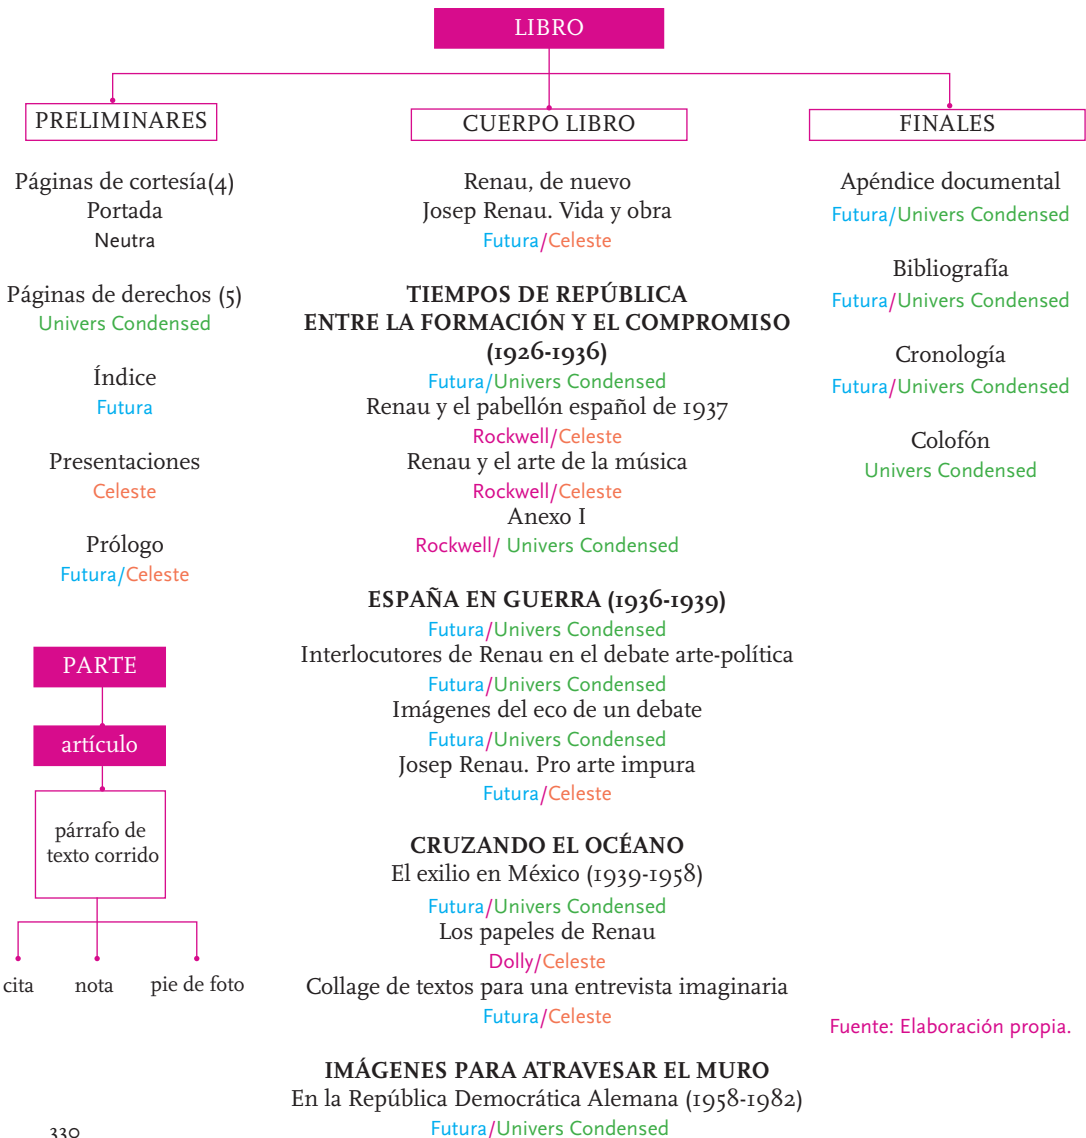 LIBRO
PRELIMINARES
Páginas de cortesía(4)
Portada
Neutra
Páginas de derechos (5)
Univers Condensed
Índice
Futura
Presentaciones
Celeste
Prólogo
Futura/Celeste
PARTE
artículo
párrafo de
texto corrido
cita
nota
pie de foto
CUERPO LIBRO
Renau, de nuevo
Josep Renau. Vida y obra
Futura/Celeste
TIEMPOS DE REPÚBLICA
ENTRE LA FORMACIÓN Y EL COMPROMISO
(1926-1936)
Futura/Univers Condensed
Renau y el pabellón español de 1937
Rockwell/Celeste
Renau y el arte de la música
Rockwell/Celeste
Anexo I
Rockwell/ Univers Condensed
ESPAÑA EN GUERRA (1936-1939)
Futura/Univers Condensed
Interlocutores de Renau en el debate arte-política
Futura/Univers Condensed
Imágenes del eco de un debate
Futura/Univers Condensed
Josep Renau. Pro arte impura
Futura/Celeste
CRUZANDO EL OCÉANO
El exilio en México (1939-1958)
Futura/Univers Condensed
Los papeles de Renau
Dolly/Celeste
Collage de textos para una entrevista imaginaria
Futura/Celeste
IMÁGENES PARA ATRAVESAR EL MURO
En la República Democrática Alemana (1958-1982)
Futura/Univers Condensed
FINALES
Apéndice documental
Futura/Univers Condensed
Bibliografía
Futura/Univers Condensed
Cronología
Futura/Univers Condensed
Colofón
Univers Condensed
Fuente: Elaboración propia.
330